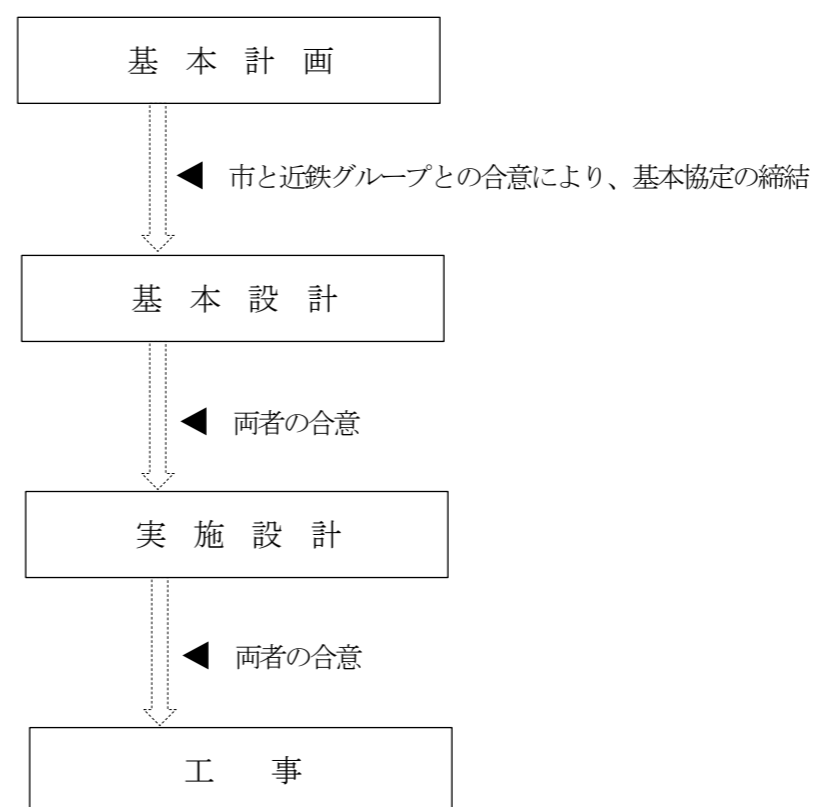 基本計画
◀ 市と近鉄グループとの合意により、基本協定の締結
基本設計
◀ 両者の合意
実施設計
◀ 両者の合意
工事